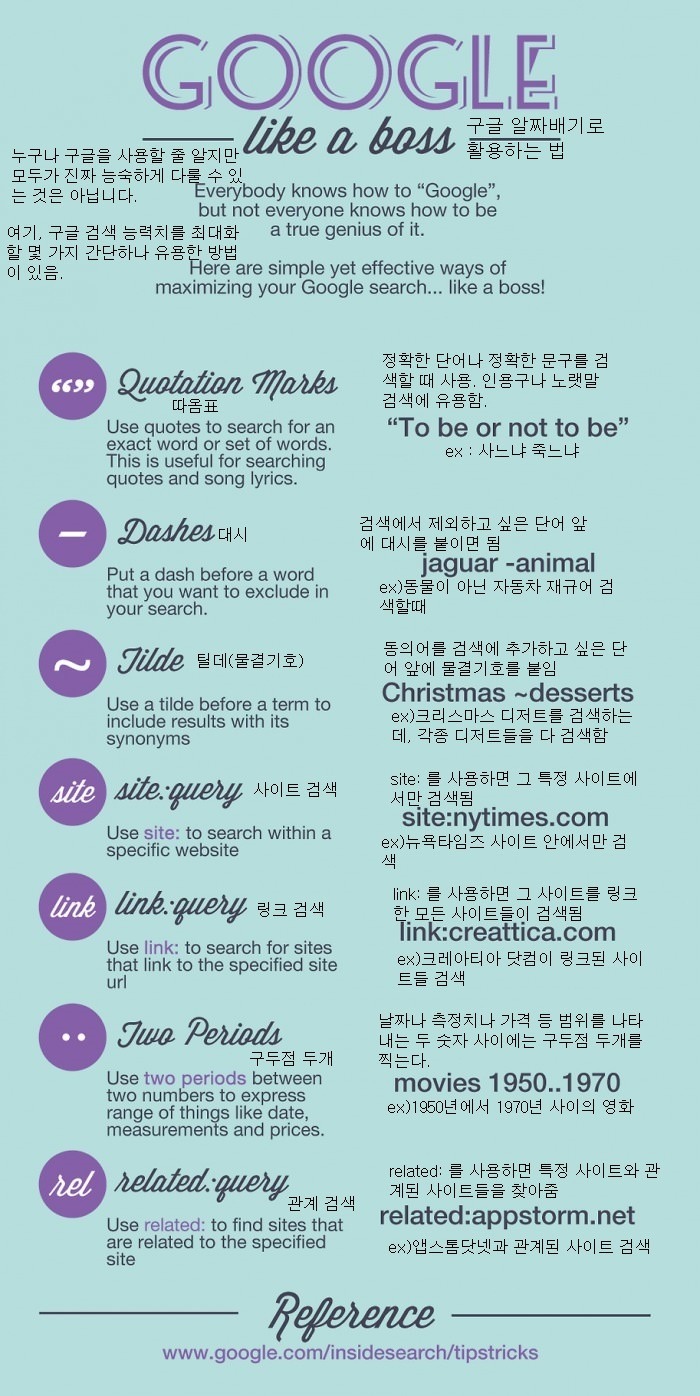 GOOGLE
like a boss
구글 알짜배기로
활용하는 법
누구나 구글을 사용할 줄 알지만
모두가 진짜 능숙하게 다룰 수 있
는 것은 아닙니다.
Everybody knows how to “Google”,
but not everyone knows how to be
a true genius of it.
여기, 구글 검색 능력치를 최대화
할 몇 가지 간단하나 유용한 방법
이 있음.
Here are simple yet effective ways of
maximizing your Google search... like a boss!
“”
Quotation Marks
따옴표
Use quotes to search for an
exact word or set of words.
This is useful for searching
quotes and song lyrics.
정확한 단어나 정확한 문구를 검
색할 때 사용. 인용구나 노랫말
검색에 유용함.
“To be or not to be”
ex : 사느냐 죽느냐
–
Dashes 대시
Put a dash before a word
that you want to exclude in
your search.
검색에서 제외하고 싶은 단어 앞
에 대시를 붙이면 됨
jaguar -animal
ex)동물이 아닌 자동차 재규어 검
색할때
~
Tilde 틸데(물결기호)
Use a tilde before a term to
include results with its
synonyms
동의어를 검색에 추가하고 싶은 단
어 앞에 물결기호를 붙임
Christmas ~desserts
ex)크리스마스 디저트를 검색하는
데, 각종 디저트들을 다 검색함
site
site:query 사이트 검색
Use site: to search within a
specific website
site: 를 사용하면 그 특정 사이트에
서만 검색됨
site:nytimes.com
ex)뉴욕타임즈 사이트 안에서만 검
색
link
link:query 링크 검색
Use link: to search for sites
that link to the specified site
url
link: 를 사용하면 그 사이트를 링크
한 모든 사이트들이 검색됨
link:creattica.com
ex)크레아티아 닷컴이 링크된 사이
트들 검색
..
Two Periods
구두점 두개
Use two periods between
two numbers to express
range of things like date,
measurements and prices.
날짜나 측정치나 가격 등 범위를 나타
내는 두 숫자 사이에는 구두점 두개를
찍는다.
movies 1950..1970
ex)1950년에서 1970년 사이의 영화
rel
related:query
관계 검색
Use related: to find sites that
are related to the specified
site
related: 를 사용하면 특정 사이트와 관
계된 사이트들을 찾아줌
related:appstorm.net
ex)앱스톰닷넷과 관계된 사이트 검색
Reference
www.google.com/insidesearch/tipstricks